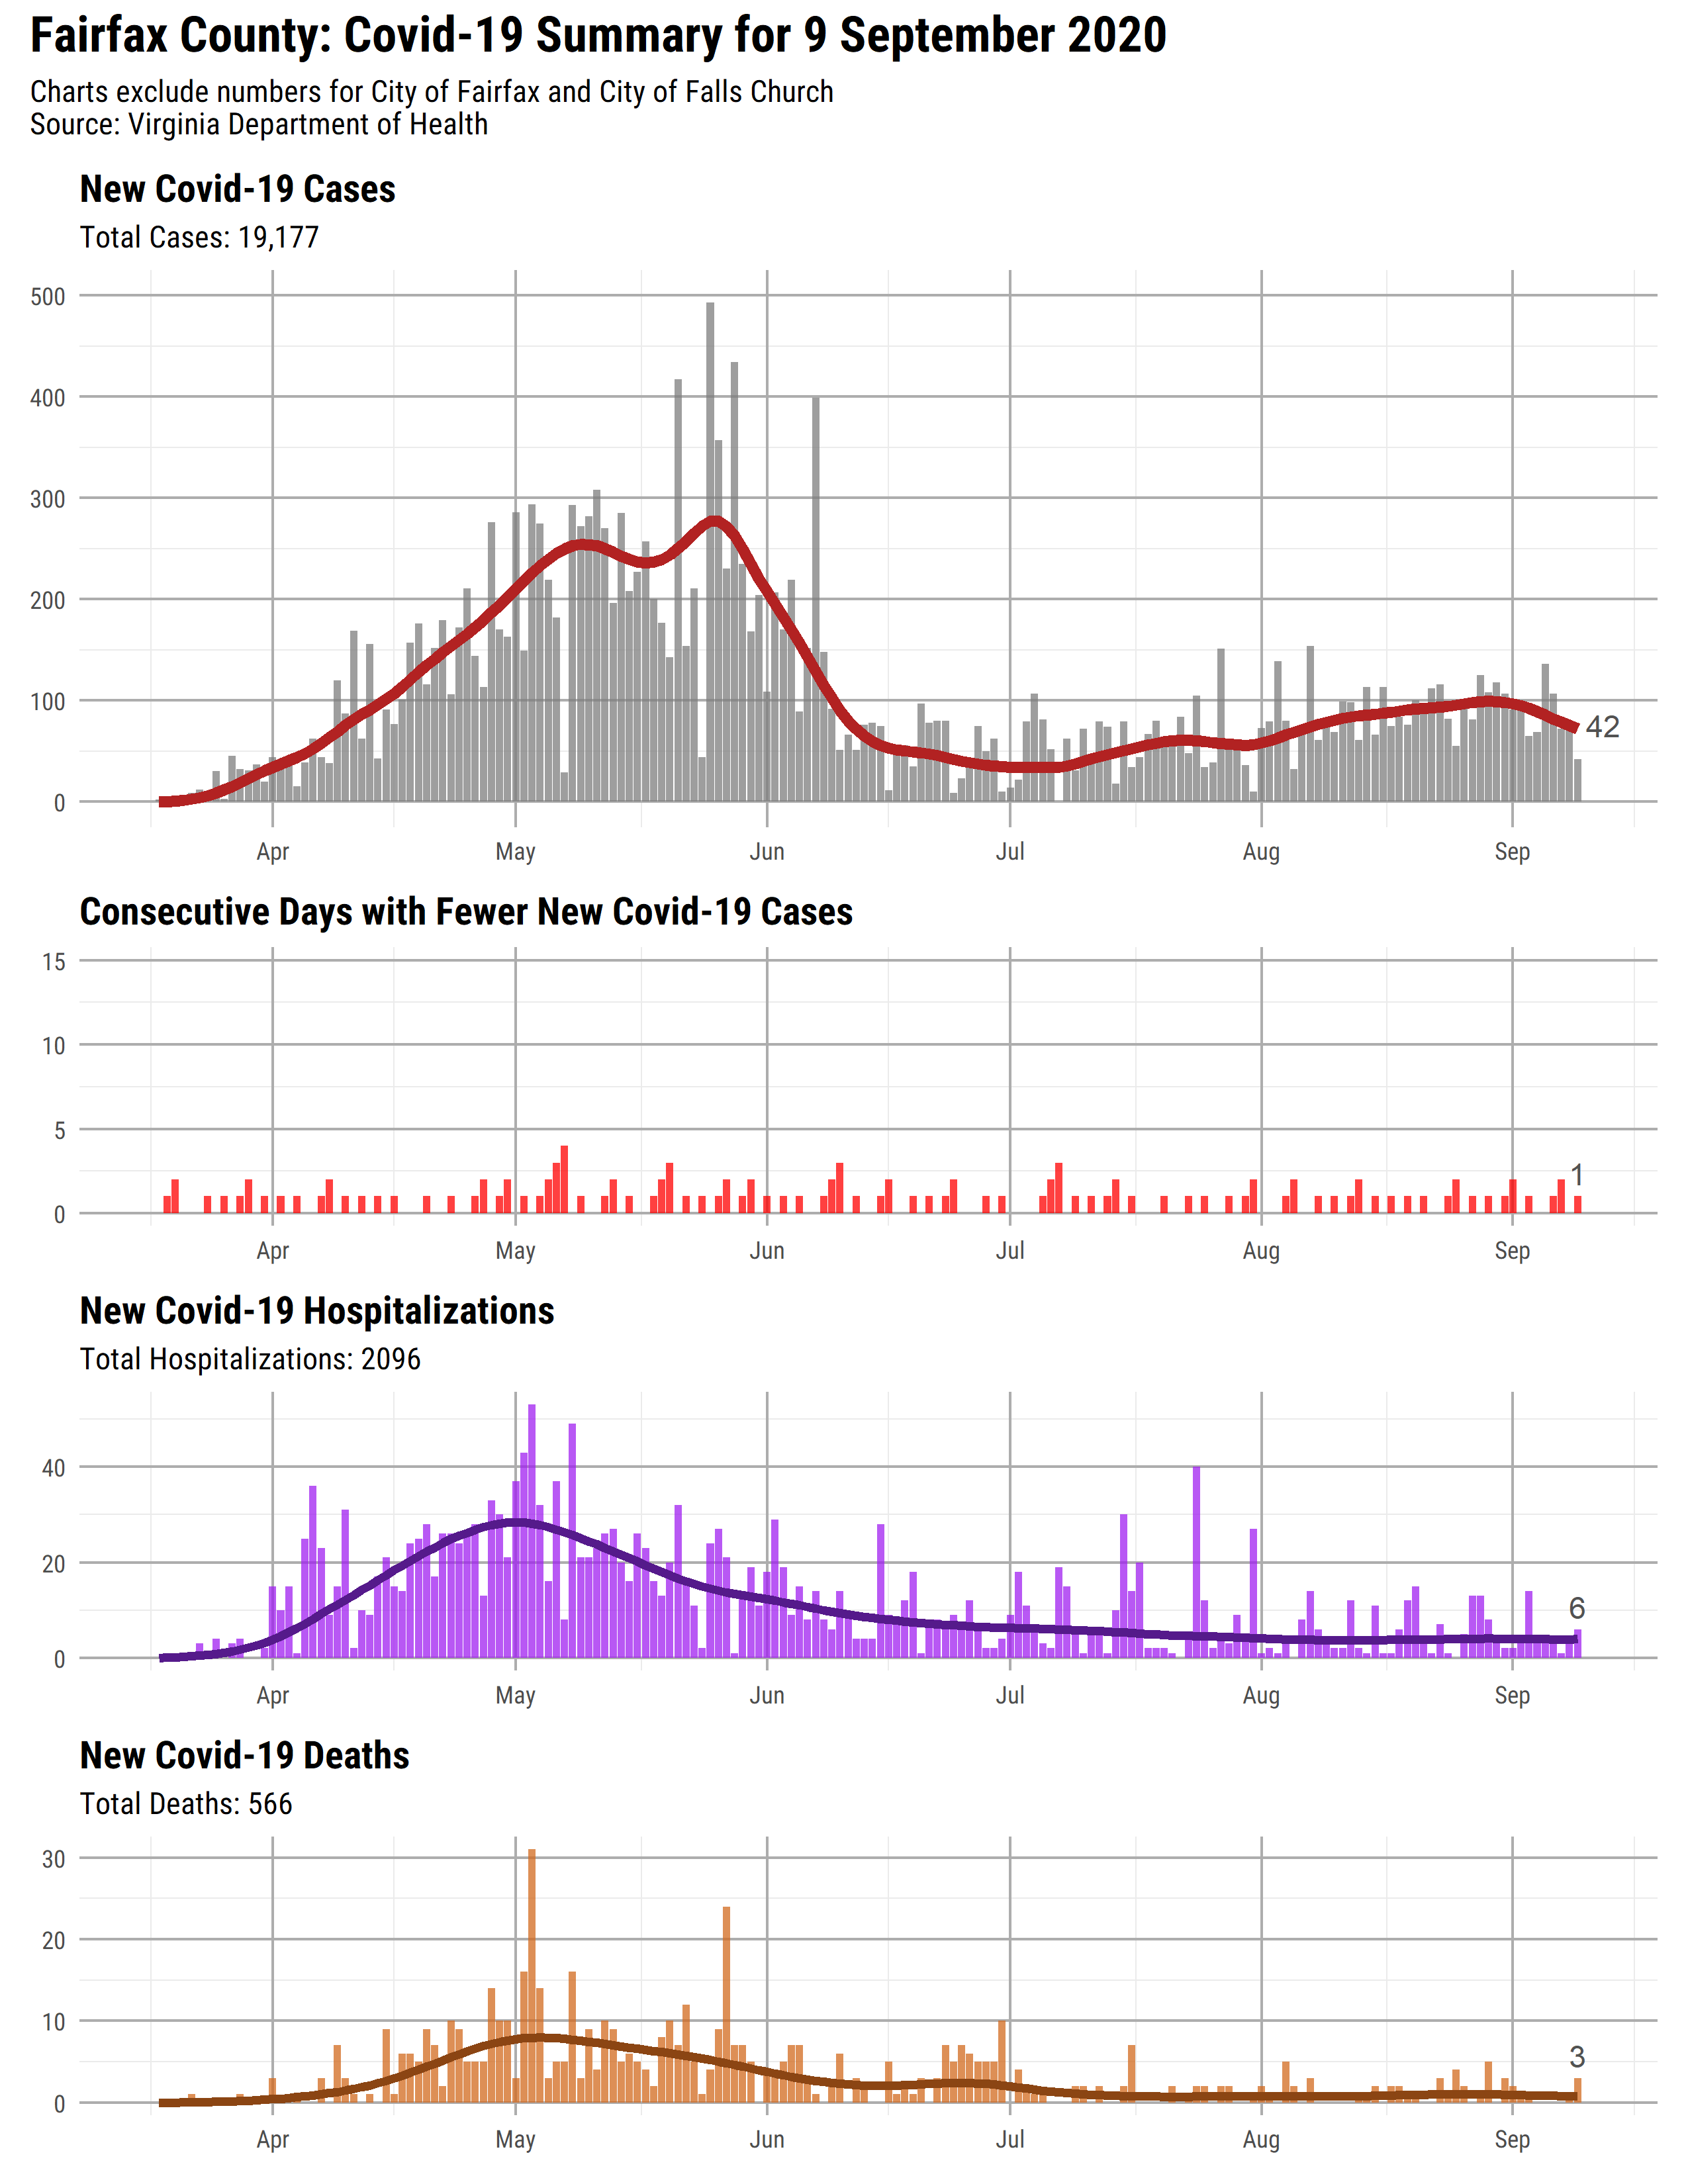 Fairfax County: Covid-19 Summary for 9 September 2020
Charts exclude numbers for City of Fairfax and City of Falls Church
Source: Virginia Department of Health
New Covid-19 Cases
Total Cases: 19,177
500
400
300
200
100
0
42
Apr May Jun Jul Aug Sep
Consecutive Days with Fewer New Covid-19 Cases
15
10
5
0
1
Apr May Jun Jul Aug Sep
New Covid-19 Hospitalizations
Total Hospitalizations: 2096
40
20
0
6
Apr May Jun Jul Aug Sep
New Covid-19 Deaths
Total Deaths: 566
30
20
10
0
3
Apr May Jun Jul Aug Sep